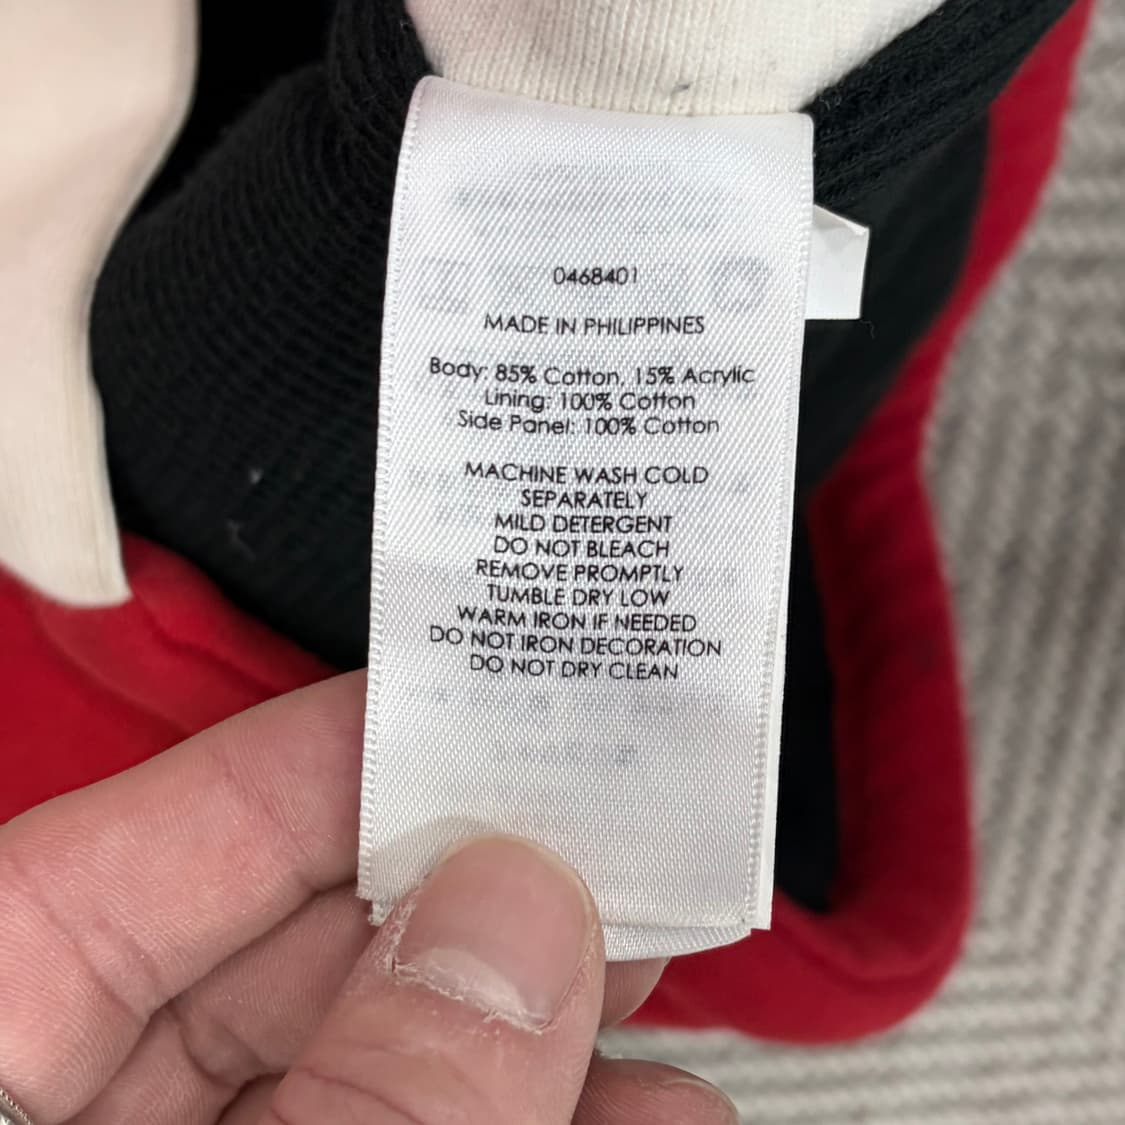 0468401
MADE IN PHILIPPINES
Body: 85% Cotton, 15% Acrylic
Lining: 100% Cotton
Side Panel: 100% Cotton
MACHINE WASH COLD
SEPARATELY
MILD DETERGENT
DO NOT BLEACH
REMOVE PROMPTLY
TUMBLE DRY LOW
WARM IRON IF NEEDED
DO NOT IRON DECORATION
DO NOT DRY CLEAN